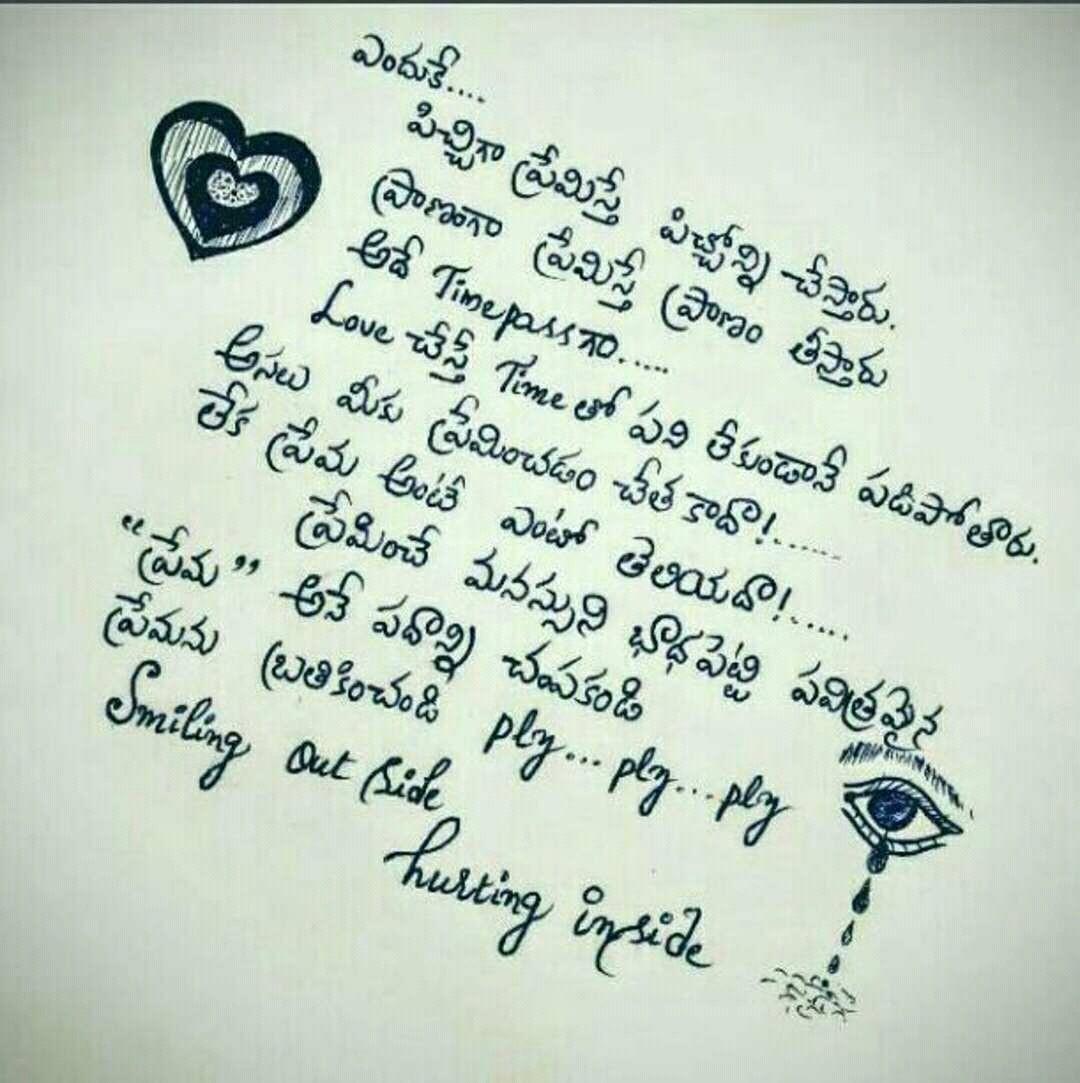 ఎందుకే....
పిచ్చిగా ప్రేమిస్తే పిచ్చోన్ని చేస్తారు.
ప్రాణంగా ప్రేమిస్తే ప్రాణం తీస్తారు
అదే Timepassగా.....
Love చేస్తే Time తో పని లేకుండానే పడిపోతారు.
అసలు మీకు ప్రేమించడం చేత కాదా!......
లేక ప్రేమ అంటే ఎంటో తెలియదా!.....
ప్రేమించే మనస్సుని భాధపెట్టి పవిత్రమైన
"ప్రేమ" అనే పదాన్ని చంపకండి
ప్రేమను బ్రతికించండి plz... plz... plz
Smiling out side
hurting inside